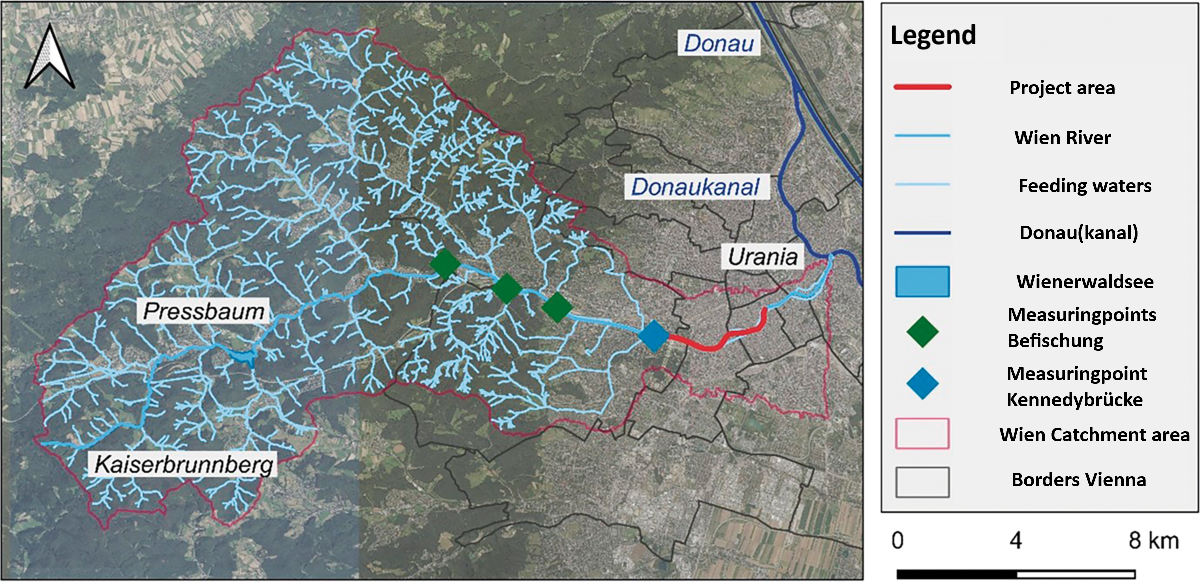 Donau
Donaukanal
Urania
Pressbaum
Kaiserbrunnberg
Legend
Project area
Wien River
Feeding waters
Donau(kanal)
Wienerwaldsee
Measuringpoints
Befischung
Measuringpoint
Kennedybrücke
Wien Catchment area
Borders Vienna
0 4 8 km